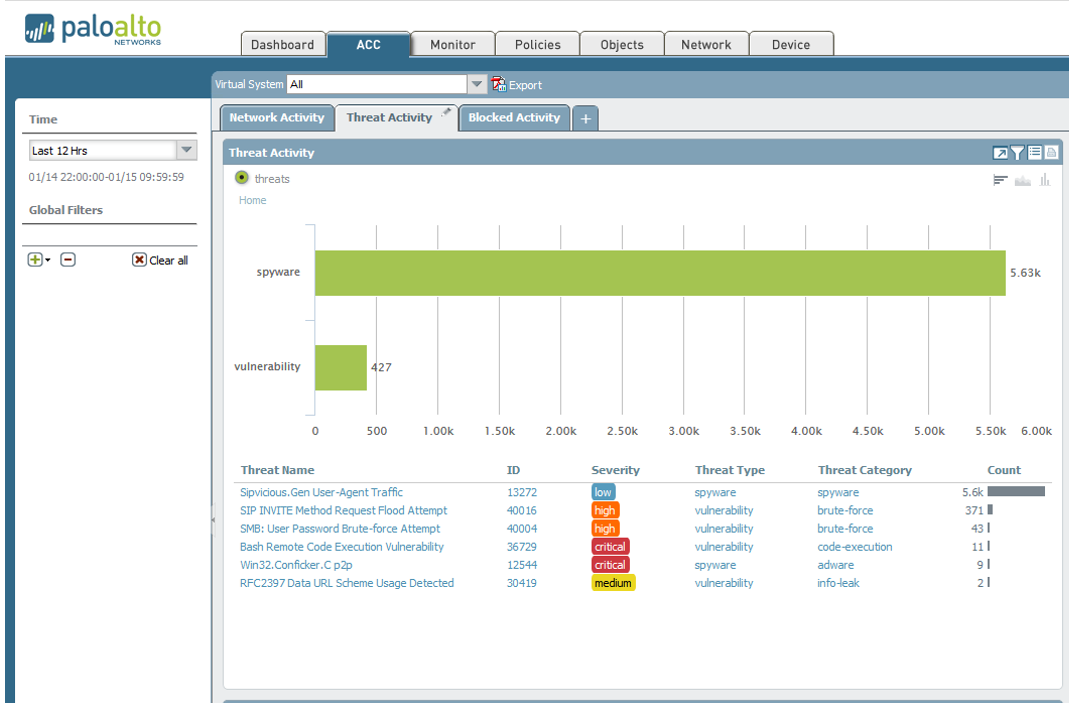 paloalto
NETWORKS
Dashboard ACC Monitor Policies Objects Network Device
Virtual System All Export
Network Activity Threat Activity Blocked Activity +
Time
Last 12 Hrs
01/14 22:00:00-01/15 09:59:59
Global Filters
Clear all
Threat Activity
threats
Home
spyware 5.63k
vulnerability 427
0 500 1.00k 1.50k 2.00k 2.50k 3.00k 3.50k 4.00k 4.50k 5.00k 5.50k 6.00k
Threat Name ID Severity Threat Type Threat Category Count
Sipvicious.Gen User-Agent Traffic 13272 low spyware spyware 5.6k
SIP INVITE Method Request Flood Attempt 40016 high vulnerability brute-force 371
SMB: User Password Brute-force Attempt 40004 high vulnerability brute-force 43
Bash Remote Code Execution Vulnerability 36729 critical vulnerability code-execution 11
Win32.Conficker.C p2p 12544 critical spyware adware 9
RFC2397 Data URL Scheme Usage Detected 30419 medium vulnerability info-leak 2